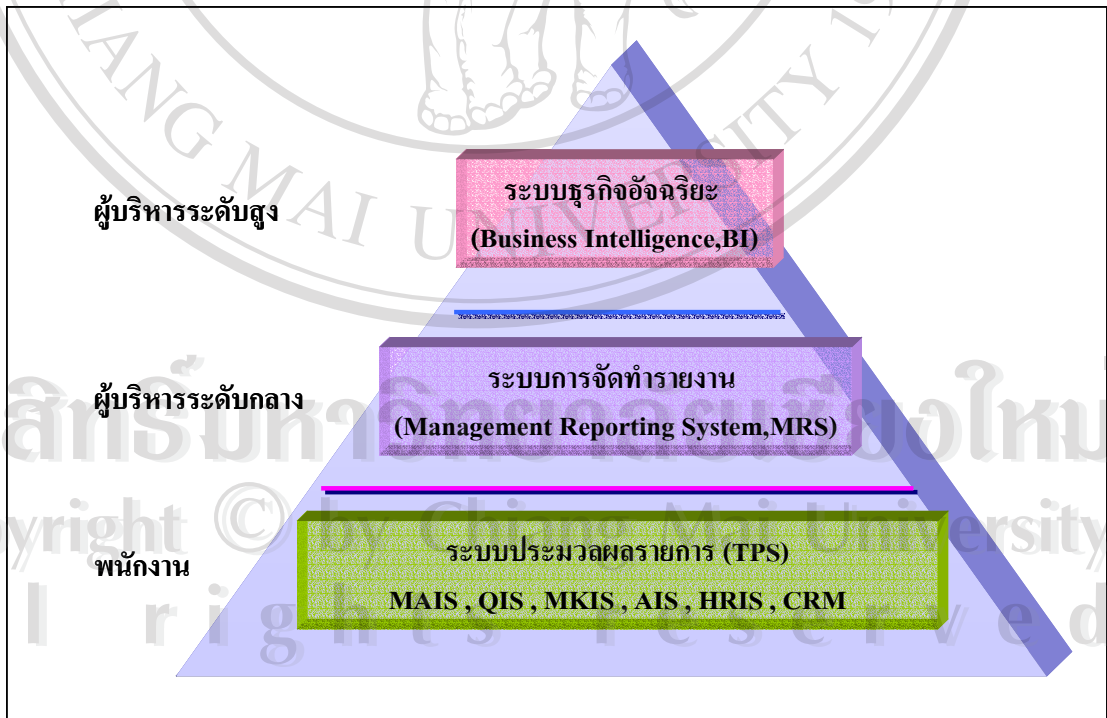 CHIANG MAI UNIVERSITY 19
ผู้บริหารระดับสูง
ระบบธุรกิจอัจฉริยะ
(Business Intelligence,BI)
ผู้บริหารระดับกลาง
ระบบการจัดทำรายงาน
(Management Reporting System,MRS)
สิทธิ์มหาวิทยาลัยเชียงใหม่
pyright © by Chiang Mai University
พนักงาน
ระบบประมวลผลรายการ (TPS)
MAIS , QIS , MKIS , AIS , HRIS , CRM
l rights reserved